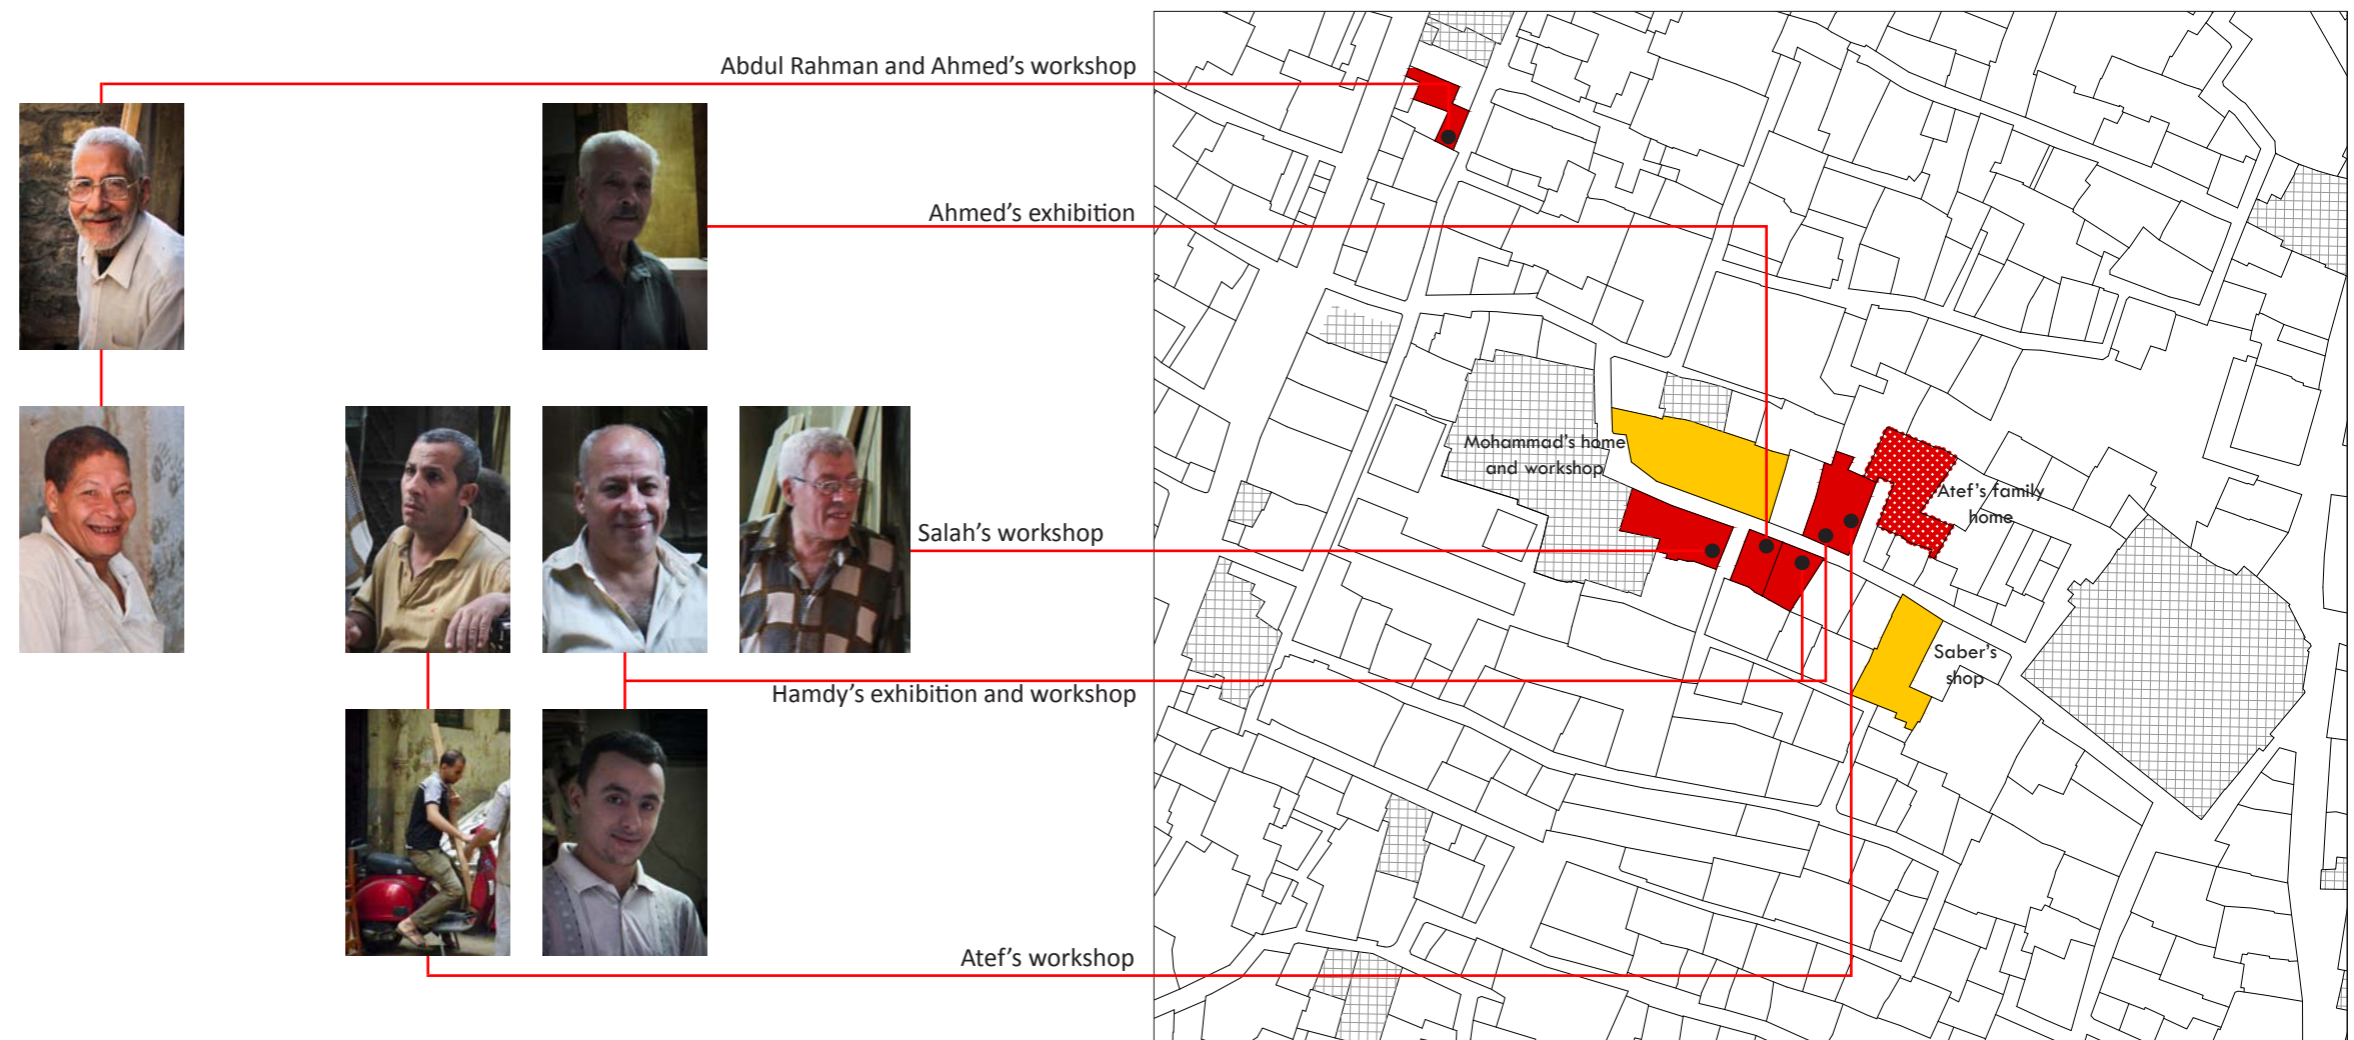 Abdul Rahman and Ahmed's workshop
Ahmed's exhibition
Mohammad's home
and workshop
Atef's family
home
Salah's workshop
Saber's
shop
Hamdy's exhibition and workshop
Atef's workshop